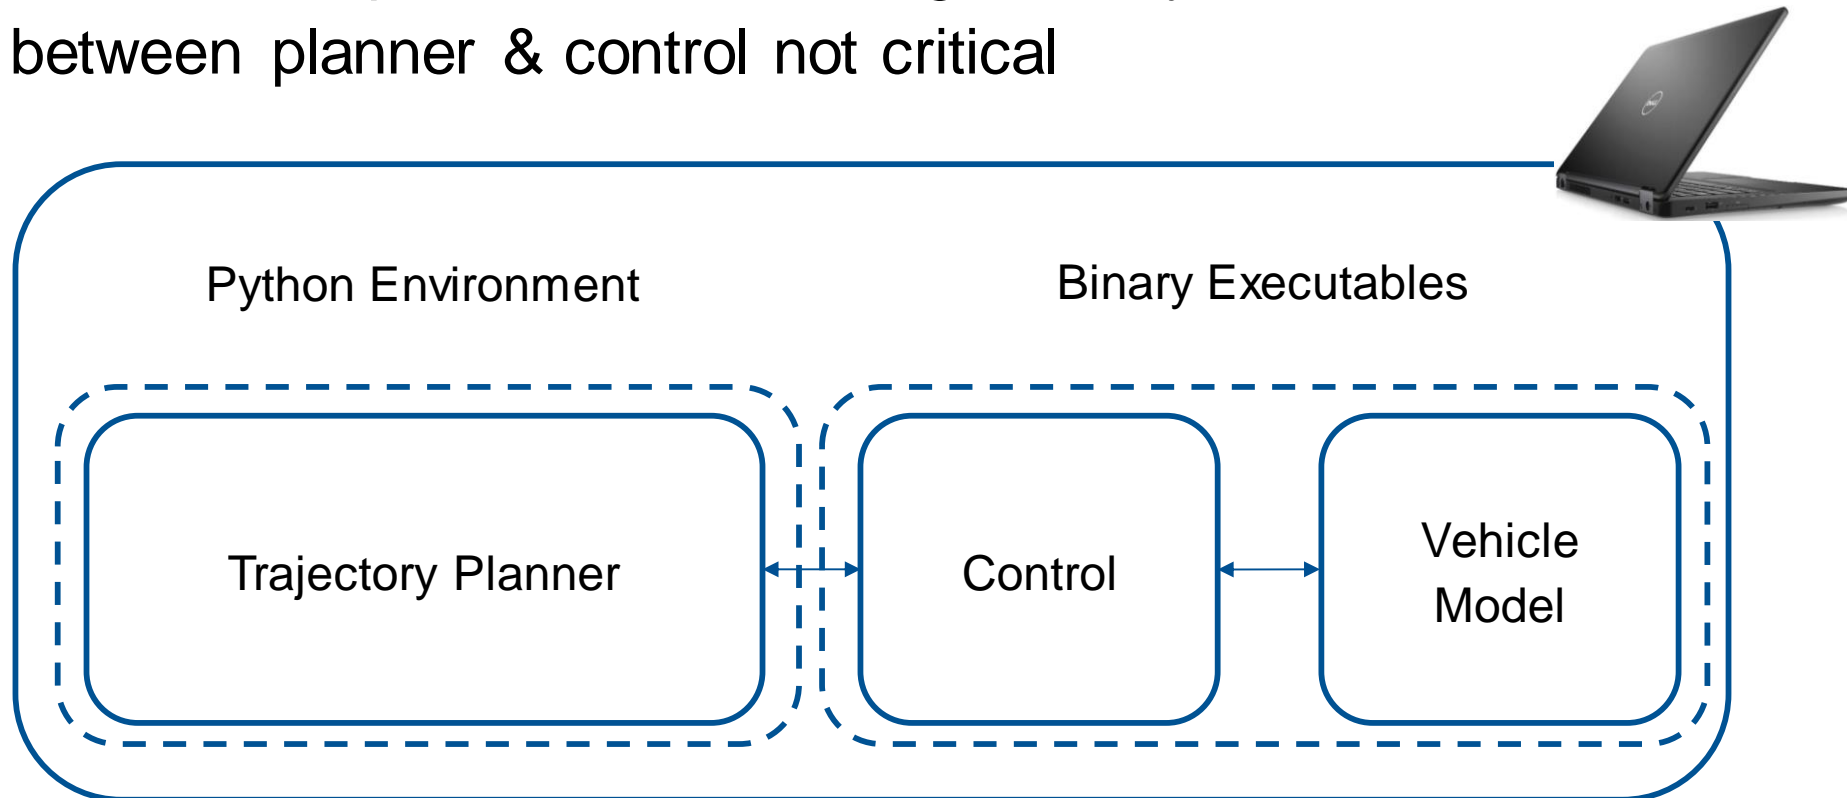 between planner & control not critical
Python Environment
Binary Executables
Trajectory Planner
Control
Vehicle
Model